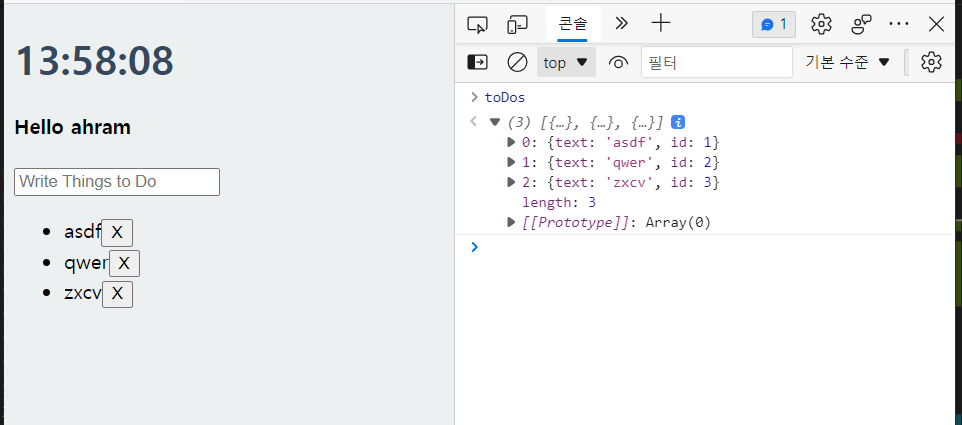 13:58:08
Hello ahram
Write Things to Do
asdf X
qwer X
zxcv X
콘솔
1
top
필터
기본 수준
toDos
(3) [{…}, {…}, {…}] i
0: {text: 'asdf', id: 1}
1: {text: 'qwer', id: 2}
2: {text: 'zxcv', id: 3}
length: 3
[[Prototype]]: Array(0)